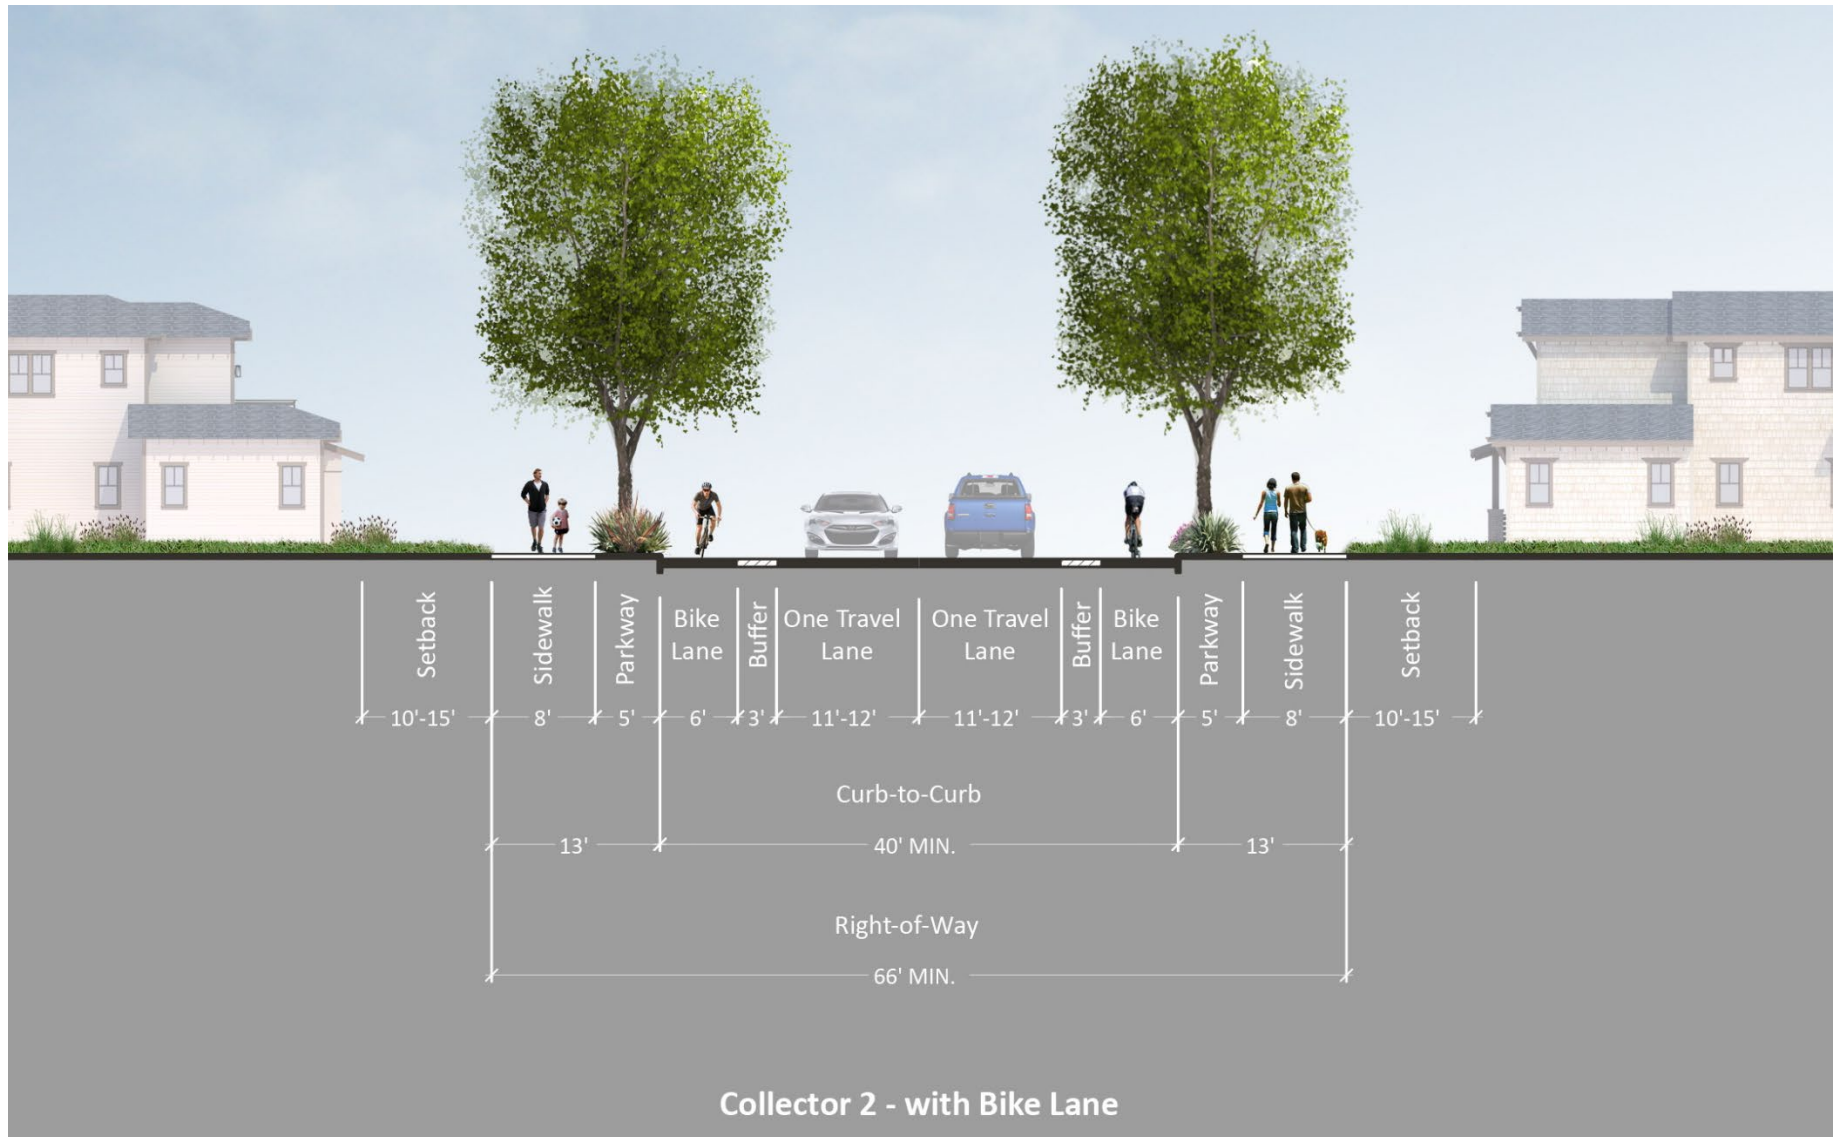 Setback
Sidewalk
Parkway
Bike
Lane
Buffer
One Travel
Lane
One Travel
Lane
Buffer
Bike
Lane
Parkway
Sidewalk
Setback
10'-15'
8'
5'
6'
3'
11'-12'
11'-12'
3'
6'
5'
8'
10'-15'
Curb-to-Curb
13'
40' MIN.
13'
Right-of-Way
66' MIN.
Collector 2 - with Bike Lane